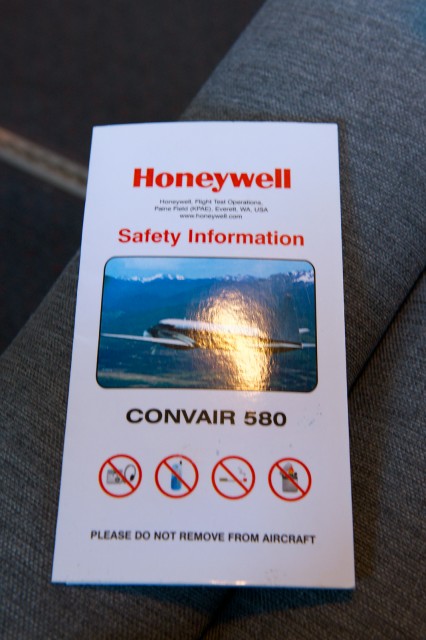 Honeywell
Honeywell, Flight Test Operations,
Paine Field (KPAE), Everett, WA, USA
www.honeywell.com
Safety Information
CONVAIR 580
PLEASE DO NOT REMOVE FROM AIRCRAFT